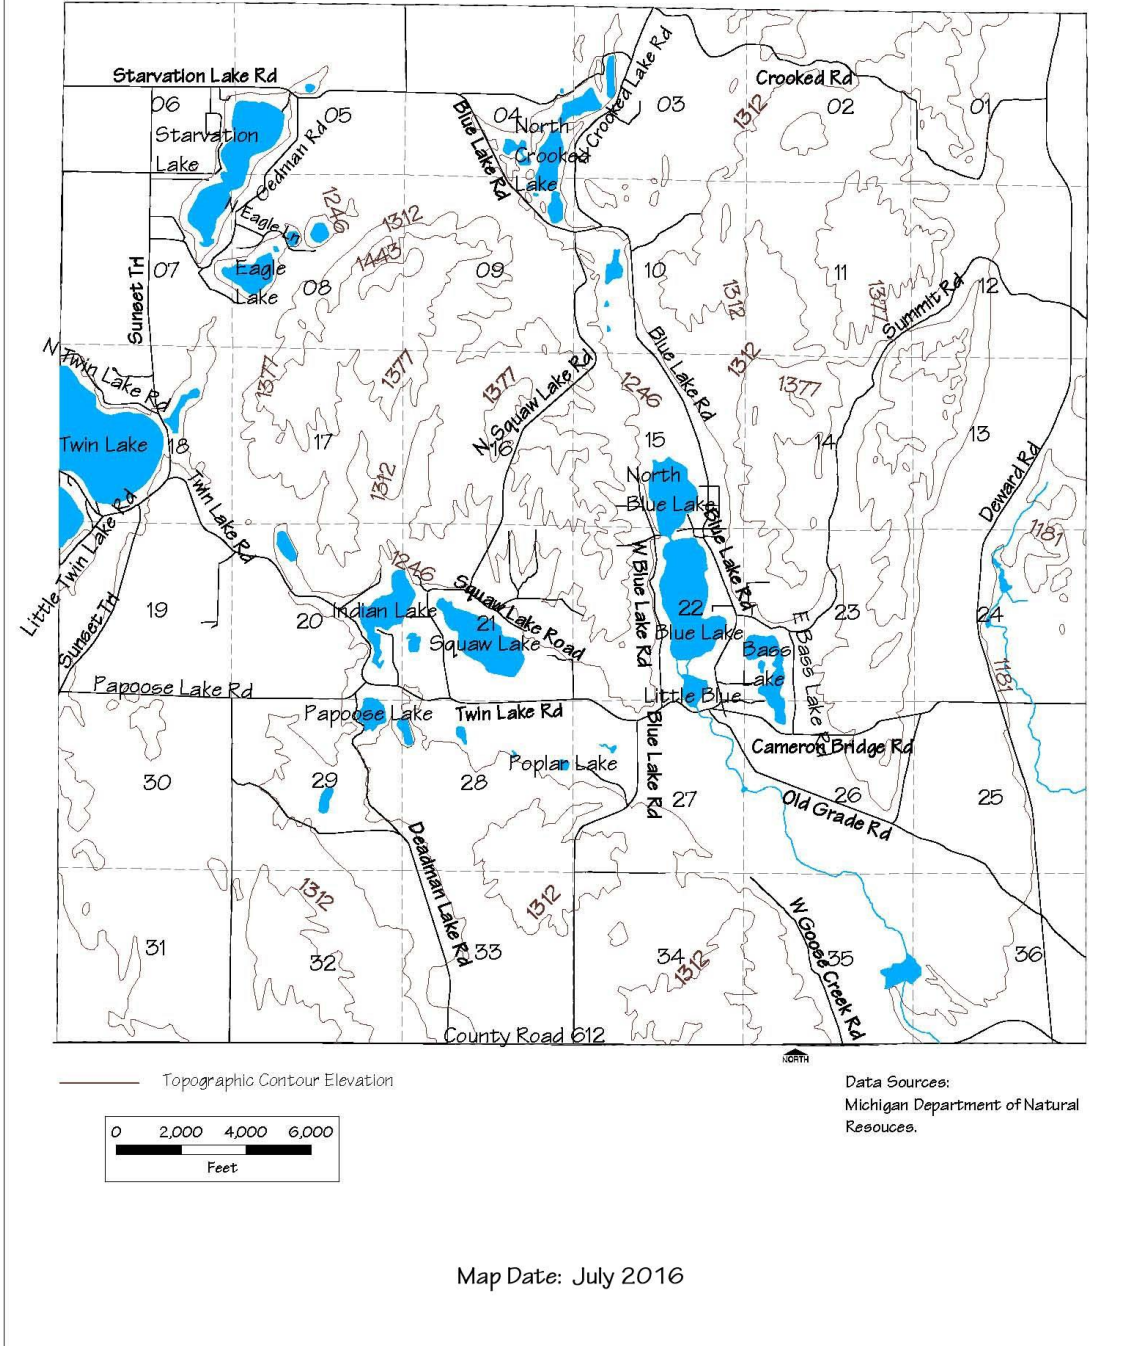 Starvation Lake Rd
Crooked Rd
06
05
04
03
02
01
Starvation
Lake
Oedman Rd
Blue Lake Rd
North
Crooked
Lake
Crooked Lake Rd
1312
N Eagle Ln
1246
1312
1443
07
Eagle
Lake
08
09
10
11
12
Sunset Trl
1312
1377
Summit Rd
N Twin Lake Rd
1377
1377
1377
N Squaw Lake Rd
1246
Blue Lake Rd
1312
1377
Twin Lake
18
17
16
15
14
13
1312
North
Blue Lake
Deward Rd
1181
Little Twin Lake Rd
Sunset Trl
Twin Lake Rd
1246
Squaw Lake Road
W Blue Lake Rd
Blue Lake Rd
19
20
Indian Lake
21
Squaw Lake
22
Blue Lake
Bass
Lake
E Bass Lake Rd
23
24
1181
Papoose Lake Rd
Little Blue
Papoose Lake
Twin Lake Rd
Blue Lake Rd
Cameron Bridge Rd
Poplar Lake
30
29
28
27
26
25
Old Grade Rd
Deadman Lake Rd
1312
1312
W Goose Creek Rd
31
32
33
34
1312
35
36
County Road 612
NORTH
Topographic Contour Elevation
Data Sources:
Michigan Department of Natural
Resouces.
0 2,000 4,000 6,000
Feet
Map Date: July 2016